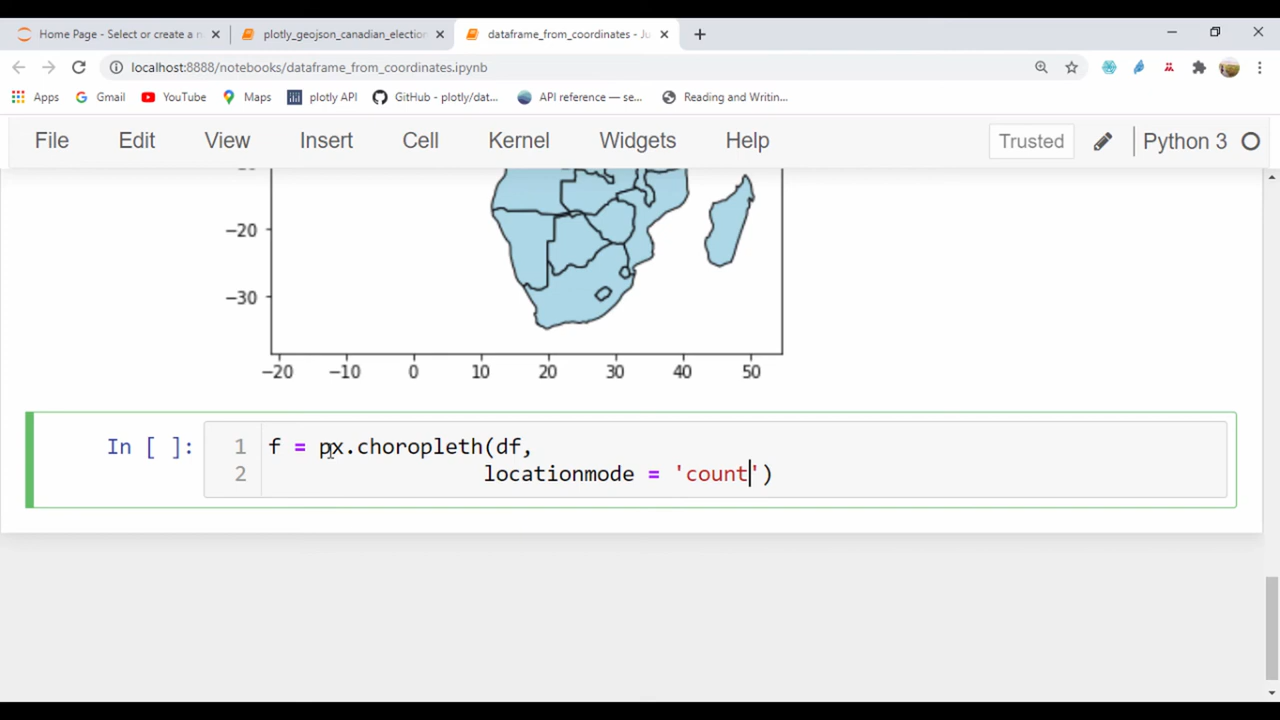 Home Page - Select or create a n
plotly_geojson_canadian_election
dataframe_from_coordinates - Ju
localhost:8888/notebooks/dataframe_from_coordinates.ipynb
Apps Gmail YouTube Maps plotly API GitHub - plotly/dat... API reference — se... Reading and Writin...
File Edit View Insert Cell Kernel Widgets Help Trusted Python 3
−20
−30
−20 −10 0 10 20 30 40 50
In [ ]: 1 f = px.choropleth(df,
2 locationmode = 'count')